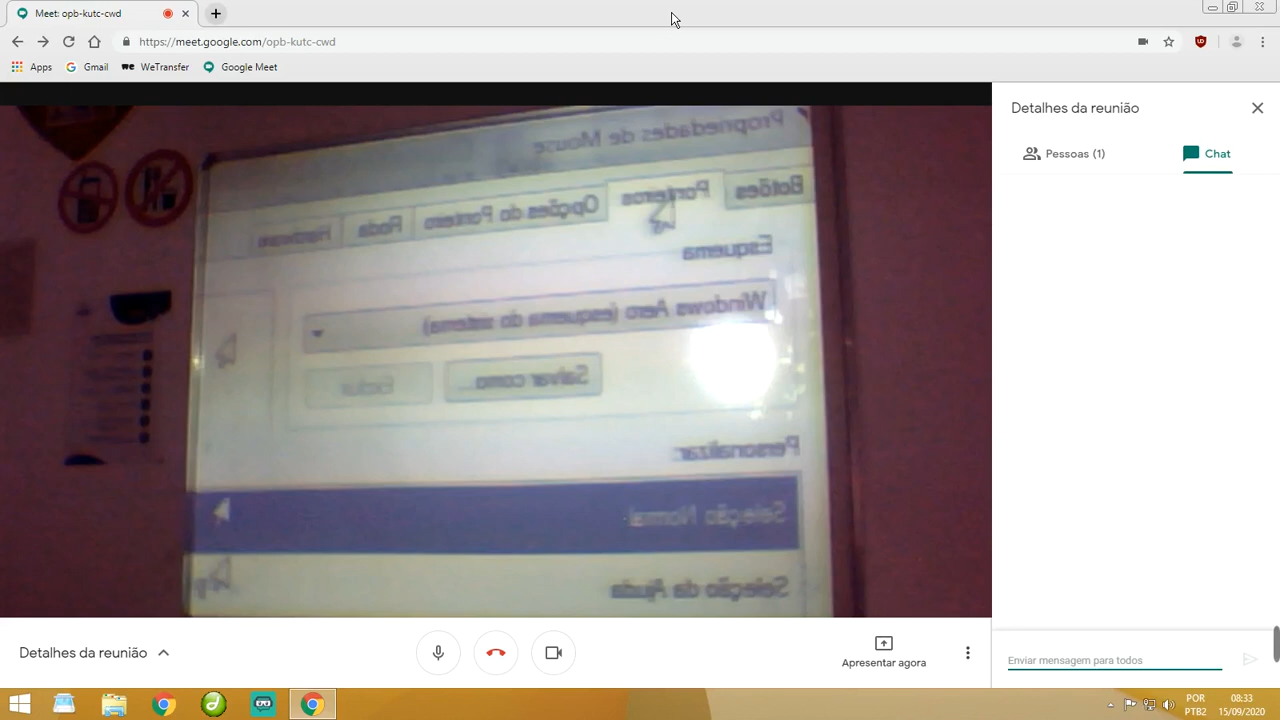 Meet: opb-kutc-cwd
https://meet.google.com/opb-kutc-cwd
Apps Gmail WeTransfer Google Meet
Detalhes da reunião
Pessoas (1) Chat
Propriedades de Mouse
Botões Ponteiros Opções do Ponteiro Roda Hardware
Esquema
Windows Aero (esquema do sistema)
Salvar como... Excluir
Personalizar:
Seleção Normal
Seleção da Ajuda
Detalhes da reunião
Apresentar agora
Enviar mensagem para todos
POR 08:33
PTB2 15/09/2020